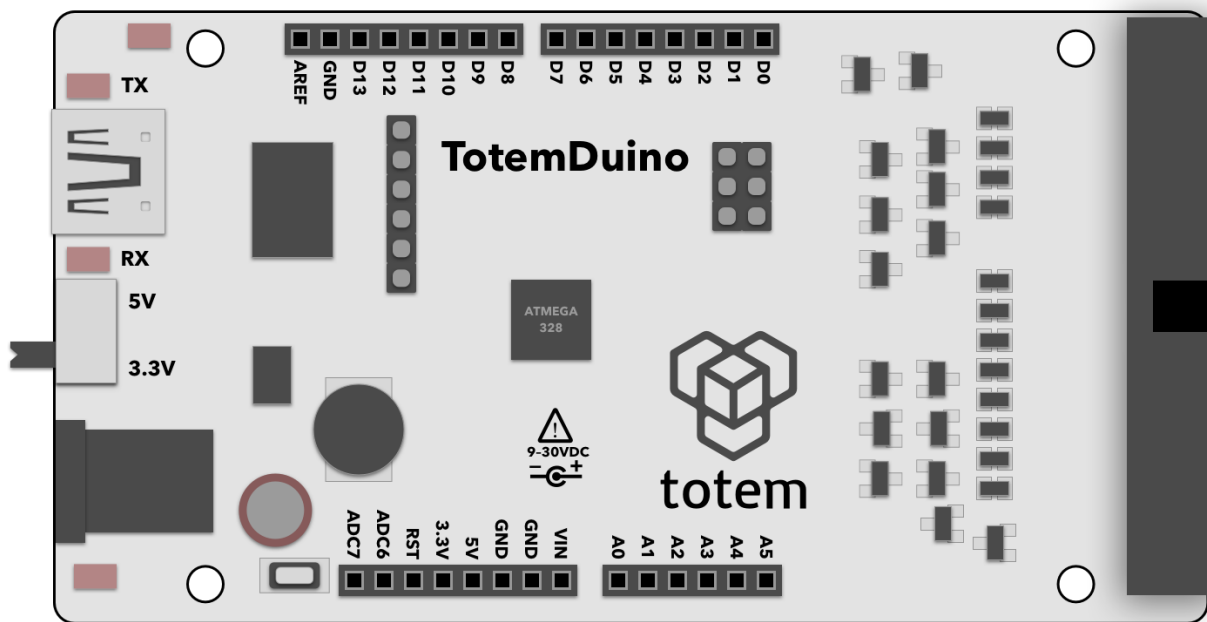 AREF GND D13 D12 D11 D10 D9 D8 D7 D6 D5 D4 D3 D2 D1 D0
TX
TotemDuino
RX
5V
3.3V
ATMEGA
328
9-30VDC
totem
ADC7 ADC6 RST 3.3V 5V GND GND VIN A0 A1 A2 A3 A4 A5